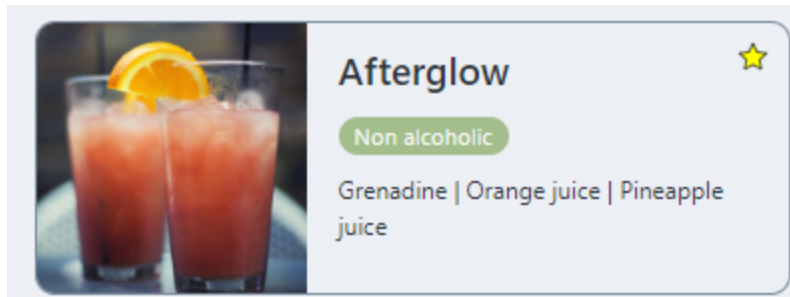 Afterglow
Non alcoholic
Grenadine | Orange juice | Pineapple
juice